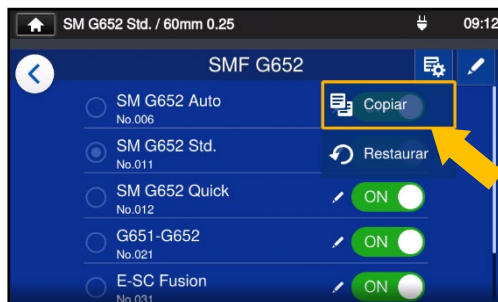 SM G652 Std. / 60mm 0.25
09:12
SMF G652
SM G652 Auto
No.006
Copiar
SM G652 Std.
No.011
Restaurar
SM G652 Quick
No.012
ON
G651-G652
No.021
ON
E-SC Fusion
No.031
ON